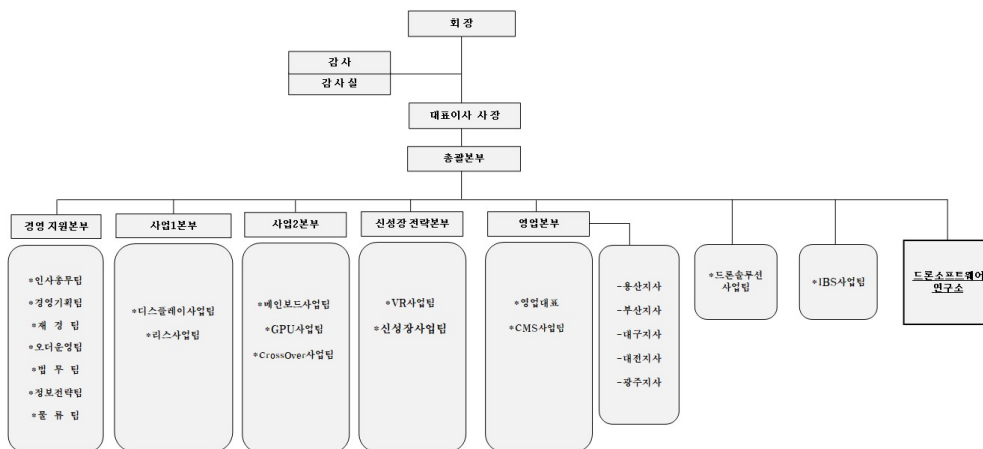 회 장
감 사
감 사 실
대표이사 사장
총괄본부
경영 지원본부
*인사총무팀
*경영기획팀
*재 경 팀
*오더운영팀
*법 무 팀
*정보전략팀
*물 류 팀
사업1본부
*디스플레이사업팀
*리스사업팀
사업2본부
*메인보드사업팀
*GPU사업팀
*CrossOver사업팀
신성장 전략본부
*VR사업팀
*신성장사업팀
영업본부
*영업대표
*CMS사업팀
-용산지사
-부산지사
-대구지사
-대전지사
-광주지사
*드론솔루션
사업팀
*IBS사업팀
드론소프트웨어
연구소